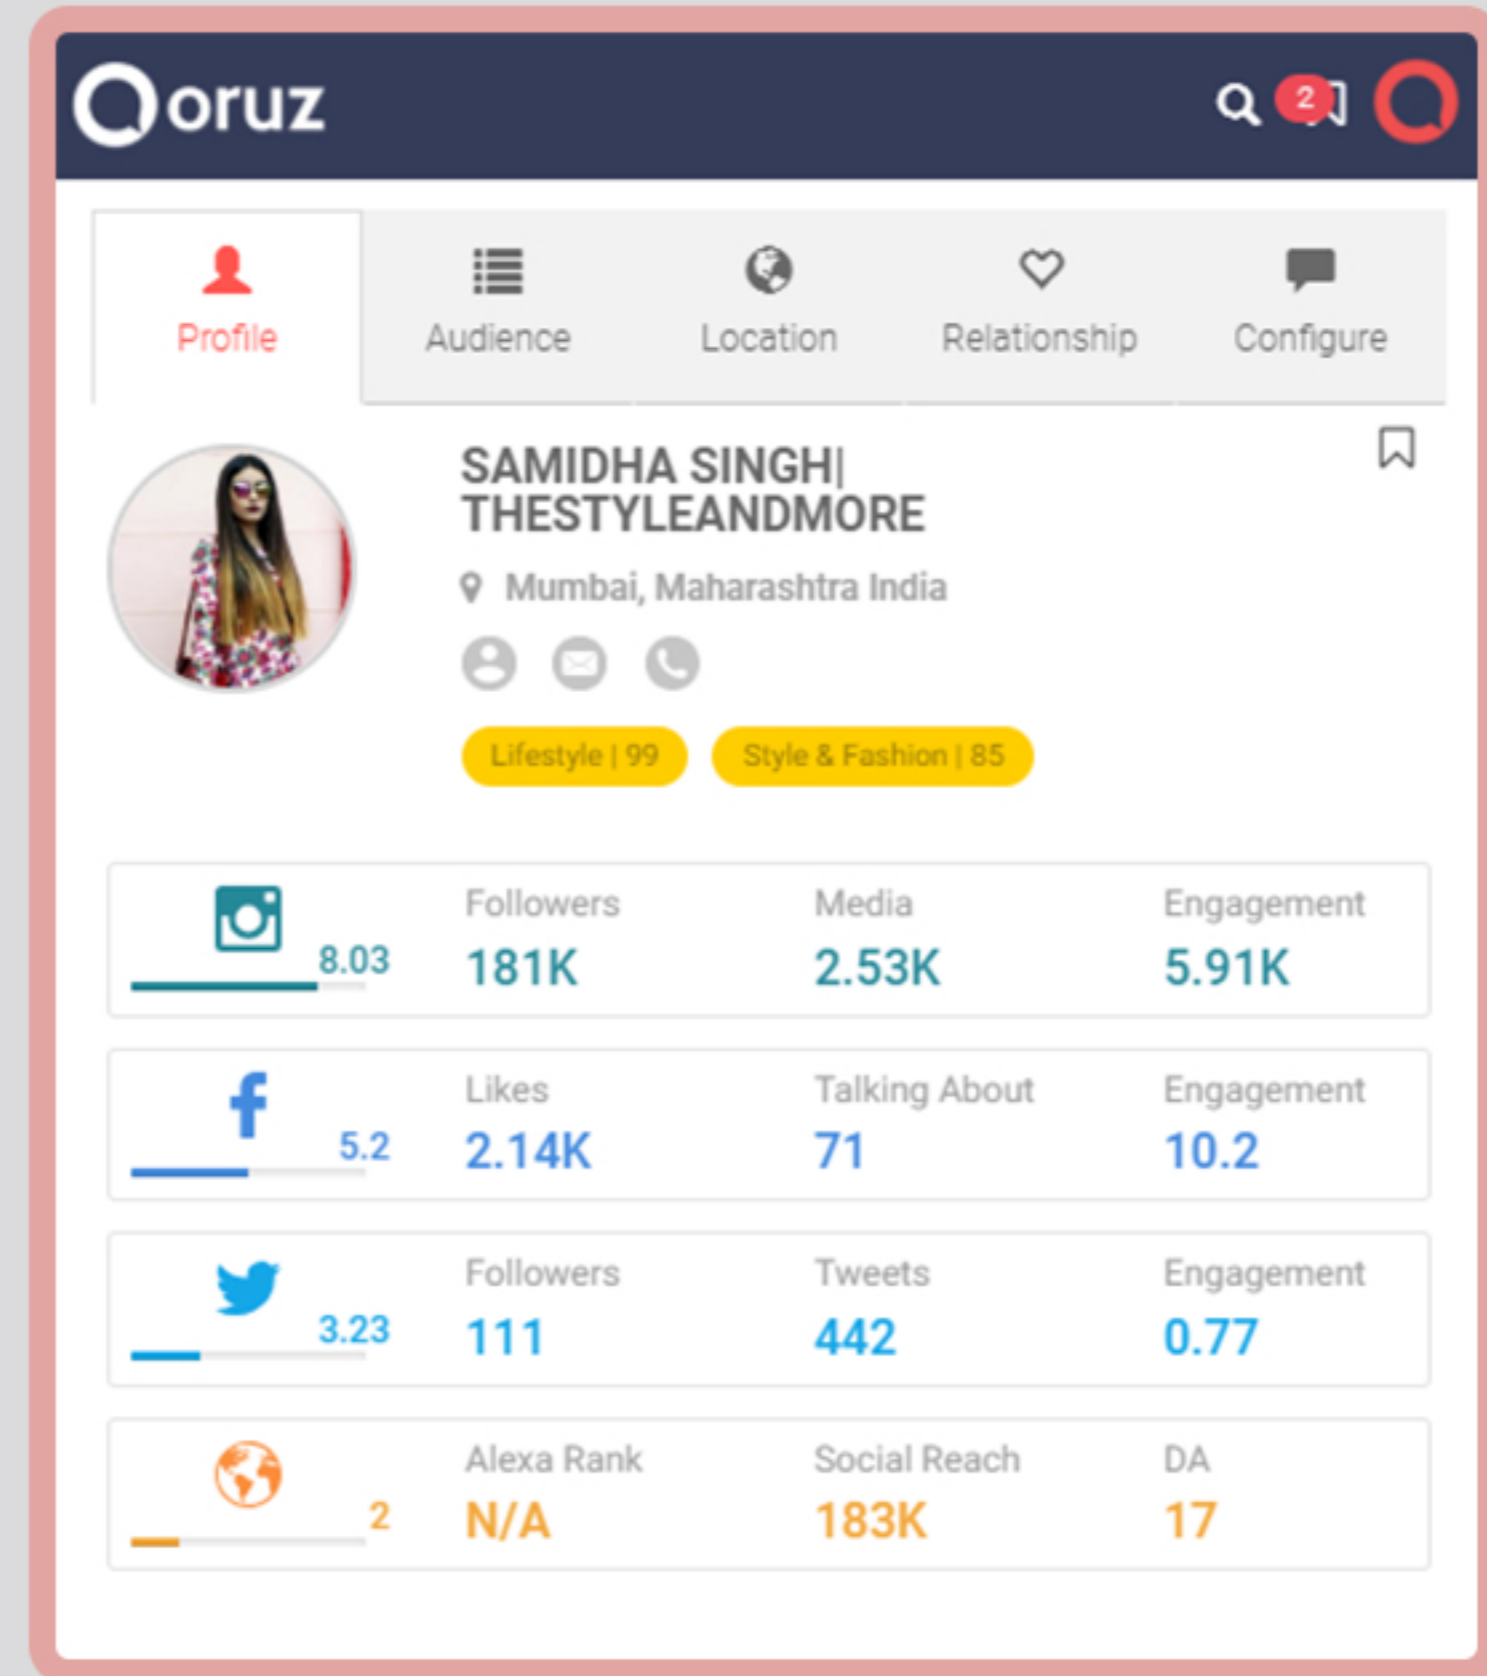 Qoruz
2
Profile
Audience
Location
Relationship
Configure
SAMIDHA SINGH|
THESTYLEANDMORE
Mumbai, Maharashtra India
Lifestyle | 99
Style & Fashion | 85
8.03
Followers
181K
Media
2.53K
Engagement
5.91K
5.2
Likes
2.14K
Talking About
71
Engagement
10.2
3.23
Followers
111
Tweets
442
Engagement
0.77
2
Alexa Rank
N/A
Social Reach
183K
DA
17